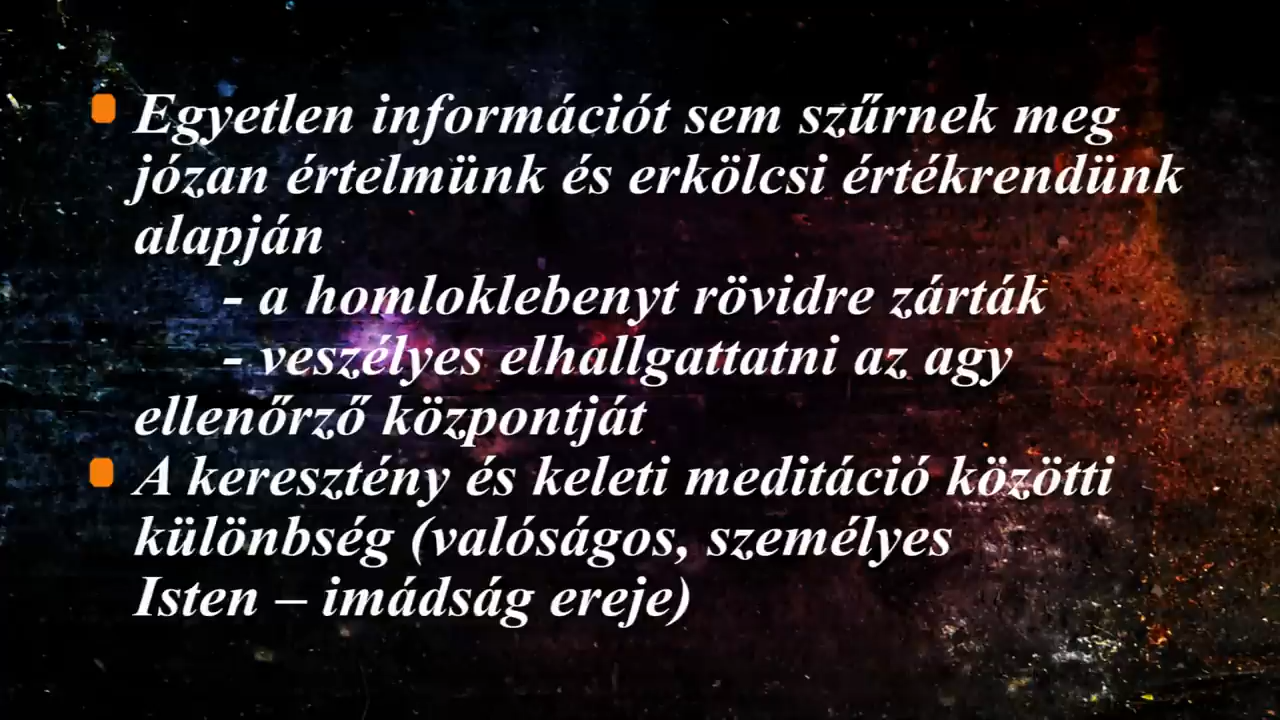 Egyetlen információt sem szűrnek meg
józan értelmünk és erkölcsi értékrendünk
alapján
- a homloklebenyt rövidre zárták
- veszélyes elhallgattatni az agy
ellenőrző központját
A keresztény és keleti meditáció közötti
különbség (valóságos, személyes
Isten – imádság ereje)